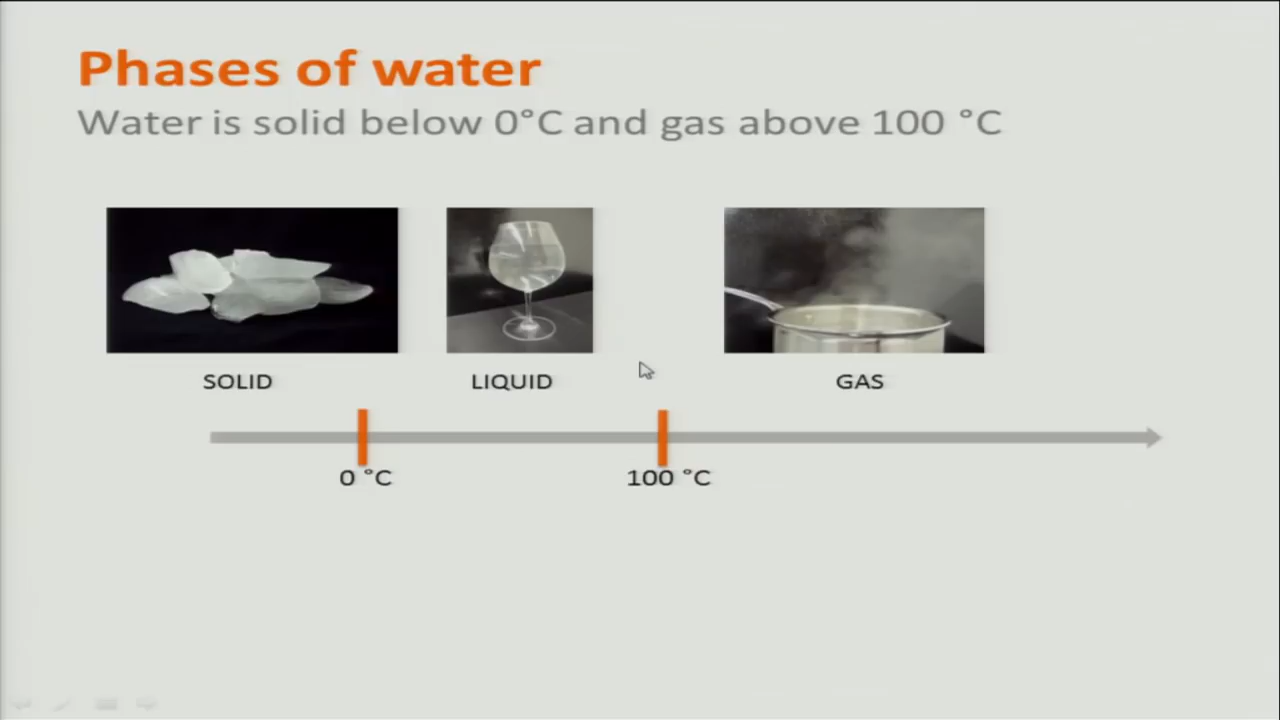 Phases of water
Water is solid below 0°C and gas above 100 °C
SOLID
LIQUID
GAS
0 °C
100 °C